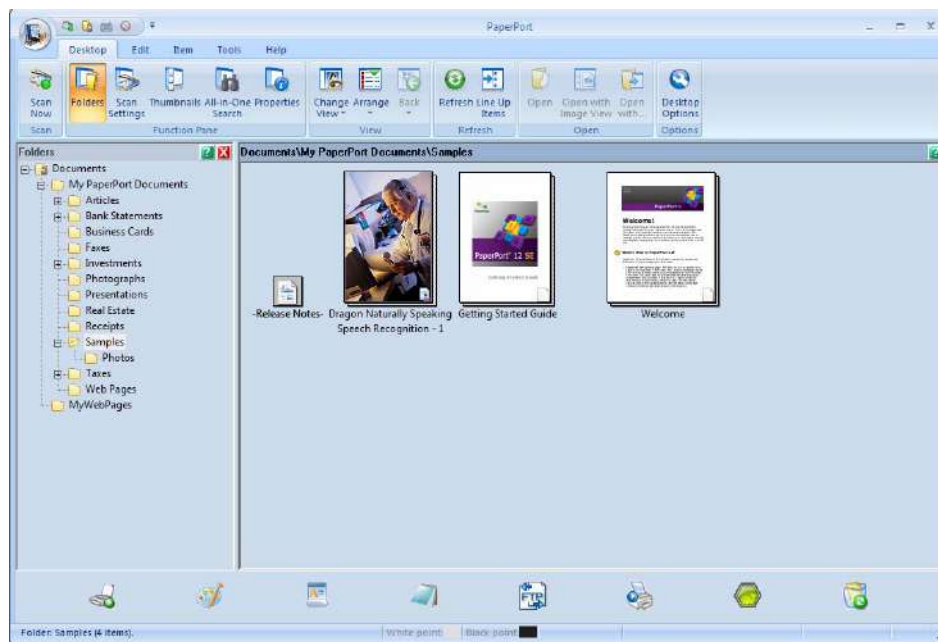 PaperPort
Desktop Edit Item Tools Help
Scan Now Folders Scan Settings Thumbnails All-in-One Search Properties Change View Arrange Back Refresh Line Up Items Open Open with Image View Open with... Desktop Options
Scan Function Pane View Refresh Open Options
Folders
Documents\My PaperPort Documents\Samples
Documents
My PaperPort Documents
Articles
Bank Statements
Business Cards
Faxes
Investments
Photographs
Presentations
Real Estate
Receipts
Samples
Photos
Taxes
Web Pages
MyWebPages
PaperPort 12 SE
Getting Started Guide
Welcome!
-Release Notes- Dragon Naturally Speaking Getting Started Guide Welcome
Speech Recognition - 1
FTP
Folder: Samples (4 items).
White point: Black point: